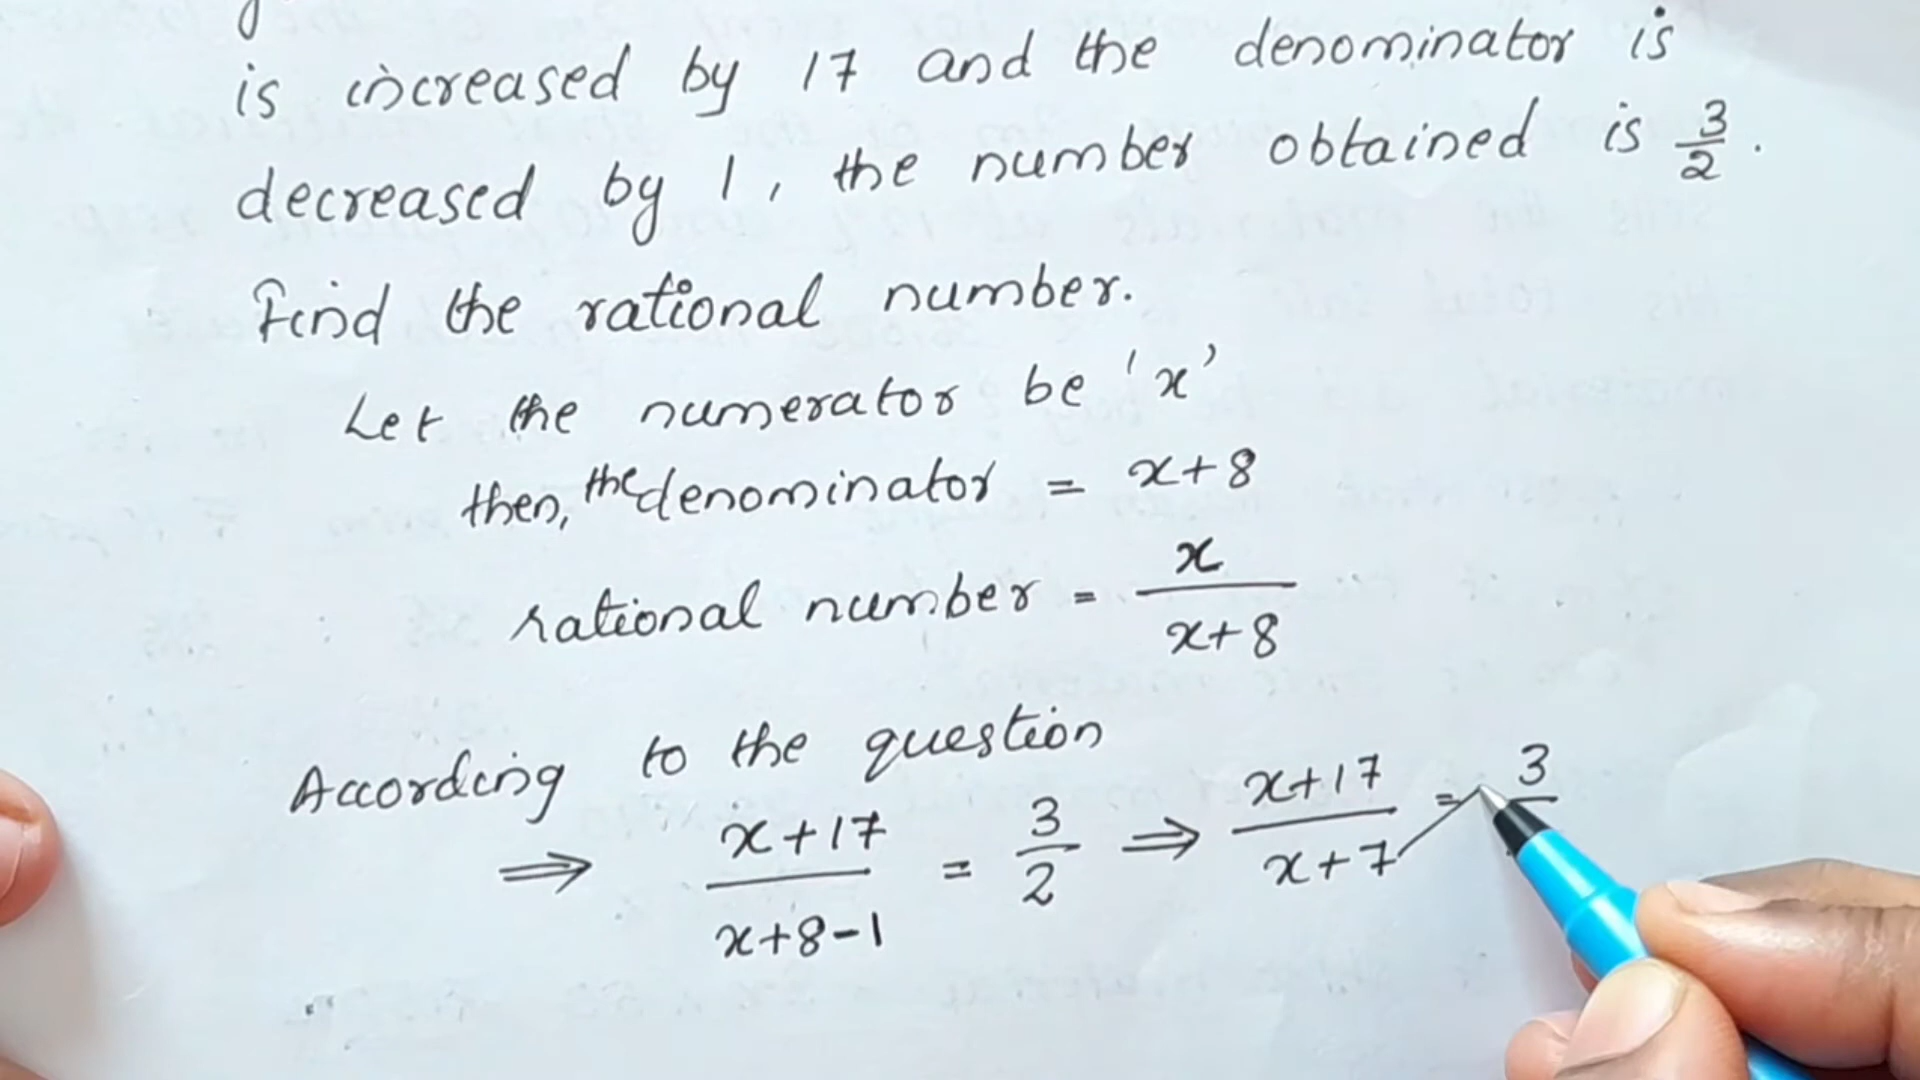 is increased by 17 and the denominator is
decreased by 1, the number obtained is 3/2.
Find the rational number.
Let the numerator be 'x'
then, the denominator = x+8
rational number = x/(x+8)
According to the question
⇒ (x+17)/(x+8-1) = 3/2 ⇒ (x+17)/(x+7) = 3